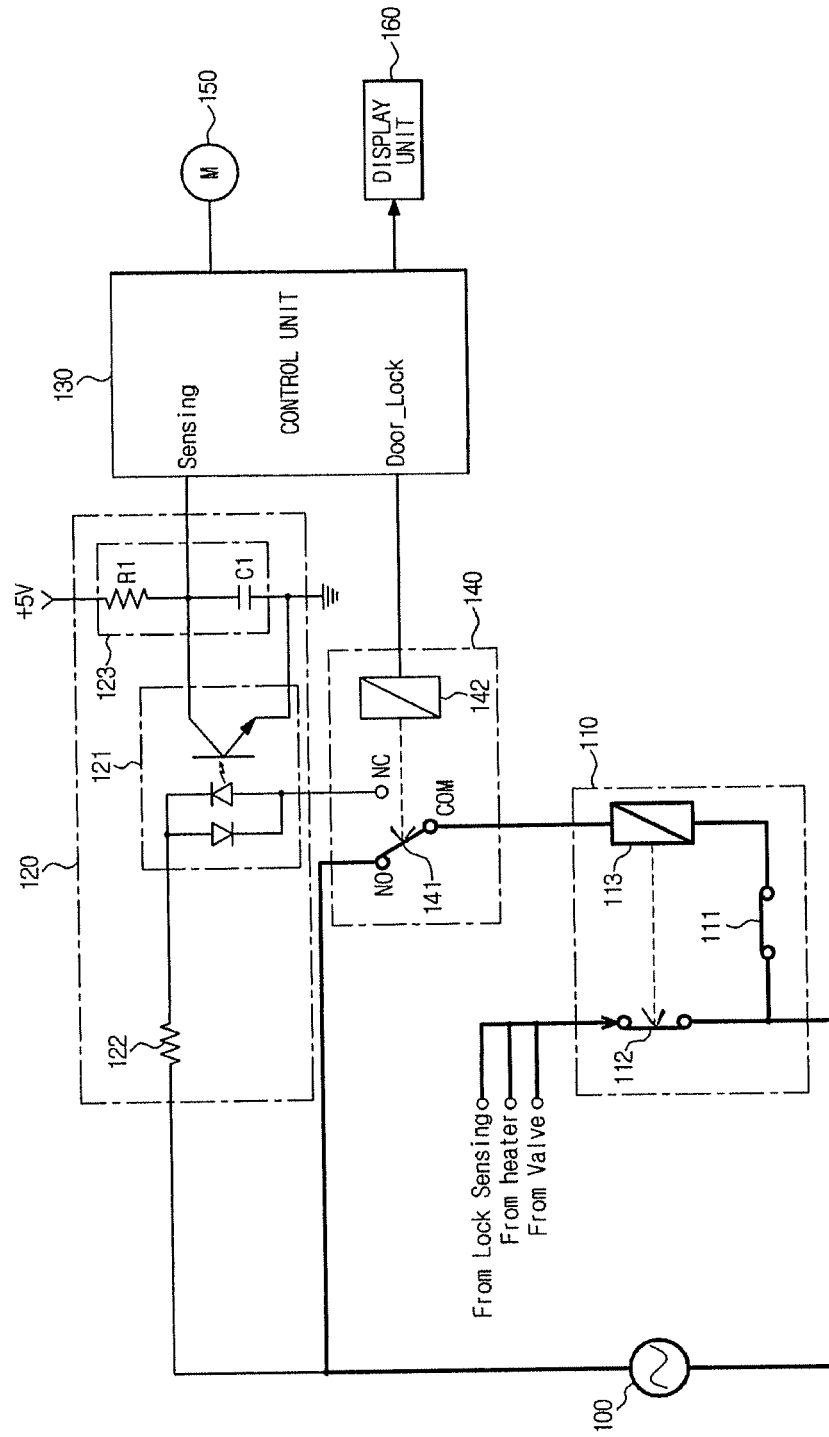 150
M
160
DISPLAY
UNIT
130
Sensing
CONTROL UNIT
Door_Lock
+5V
R1
C1
123
120
121
122
140
142
NC
COM
NO
141
110
113
111
112
From Lock Sensing
From heater
From Valve
100